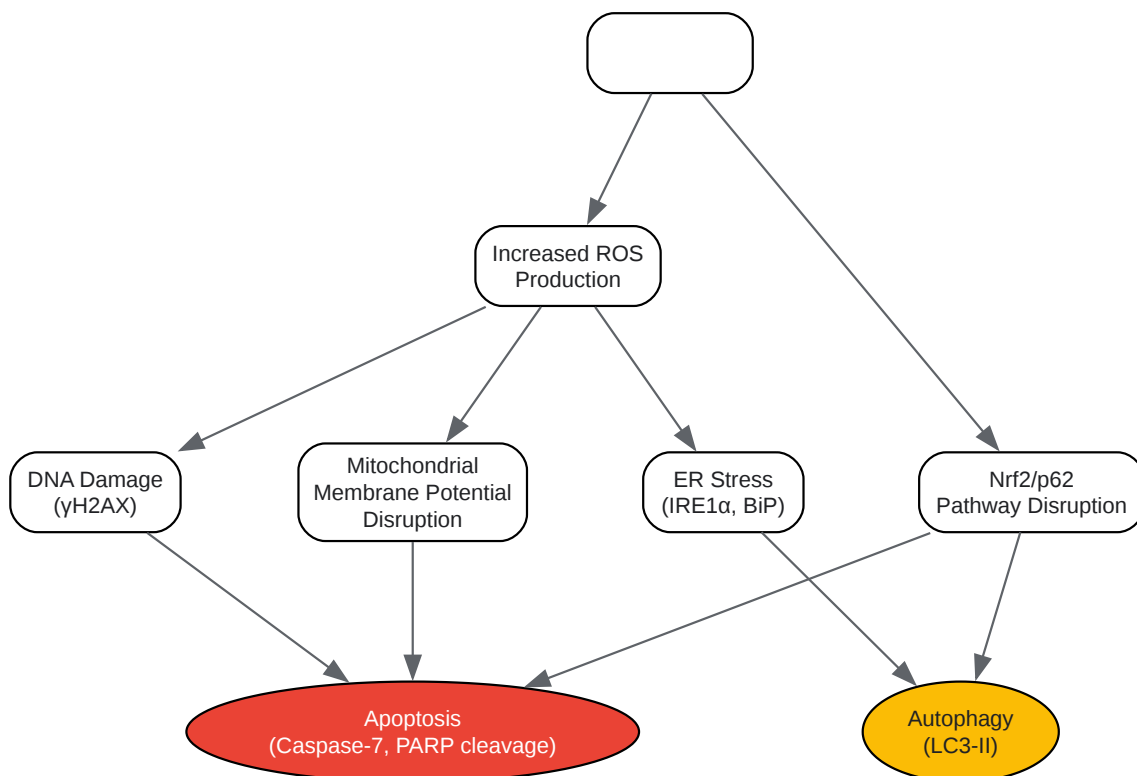 Increased ROS
Production
DNA Damage
(γH2AX)
Mitochondrial
Membrane Potential
Disruption
ER Stress
(IRE1α, BiP)
Nrf2/p62
Pathway Disruption
Apoptosis
(Caspase-7, PARP cleavage)
Autophagy
(LC3-II)